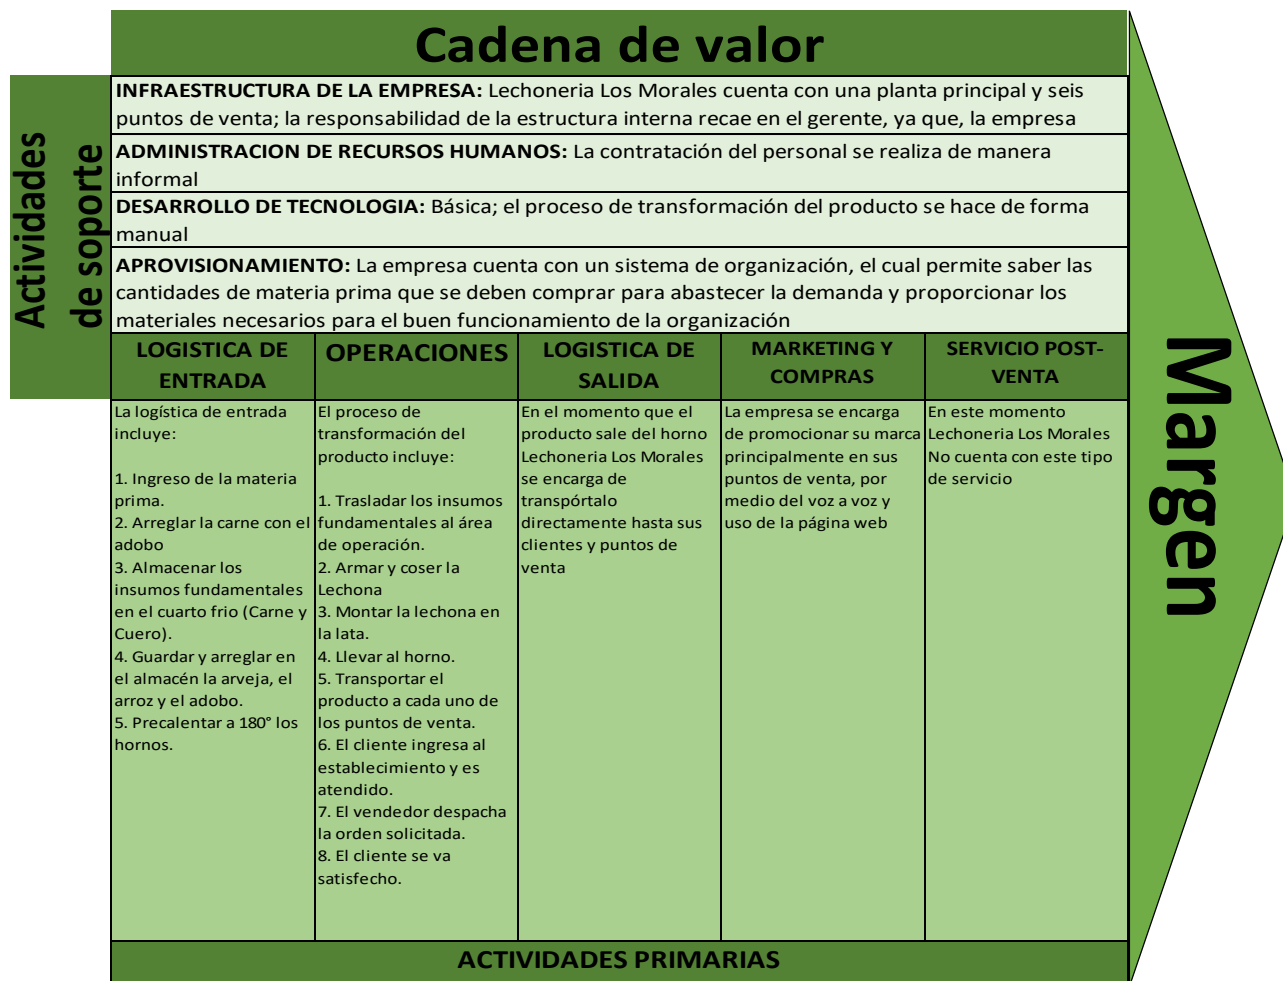 Cadena de valor
Actividades
de soporte
INFRAESTRUCTURA DE LA EMPRESA: Lechoneria Los Morales cuenta con una planta principal y seis
puntos de venta; la responsabilidad de la estructura interna recae en el gerente, ya que, la empresa
ADMINISTRACION DE RECURSOS HUMANOS: La contratación del personal se realiza de manera
informal
DESARROLLO DE TECNOLOGIA: Básica; el proceso de transformación del producto se hace de forma
manual
APROVISIONAMIENTO: La empresa cuenta con un sistema de organización, el cual permite saber las
cantidades de materia prima que se deben comprar para abastecer la demanda y proporcionar los
materiales necesarios para el buen funcionamiento de la organización
LOGISTICA DE
ENTRADA
La logística de entrada
incluye:
1. Ingreso de la materia
prima.
2. Arreglar la carne con el
adobo
3. Almacenar los
insumos fundamentales
en el cuarto frio (Carne y
Cuero).
4. Guardar y arreglar en
el almacén la arveja, el
arroz y el adobo.
5. Precalentar a 180° los
hornos.
OPERACIONES
El proceso de
transformación del
producto incluye:
1. Trasladar los insumos
fundamentales al área
de operación.
2. Armar y coser la
Lechona
3. Montar la lechona en
la lata.
4. Llevar al horno.
5. Transportar el
producto a cada uno de
los puntos de venta.
6. El cliente ingresa al
establecimiento y es
atendido.
7. El vendedor despacha
la orden solicitada.
8. El cliente se va
satisfecho.
LOGISTICA DE
SALIDA
En el momento que el
producto sale del horno
Lechoneria Los Morales
se encarga de
transpórtalo
directamente hasta sus
clientes y puntos de
venta
MARKETING Y
COMPRAS
La empresa se encarga
de promocionar su marca
principalmente en sus
puntos de venta, por
medio del voz a voz y
uso de la página web
SERVICIO POST-
VENTA
En este momento
Lechoneria Los Morales
No cuenta con este tipo
de servicio
Margen
ACTIVIDADES PRIMARIAS